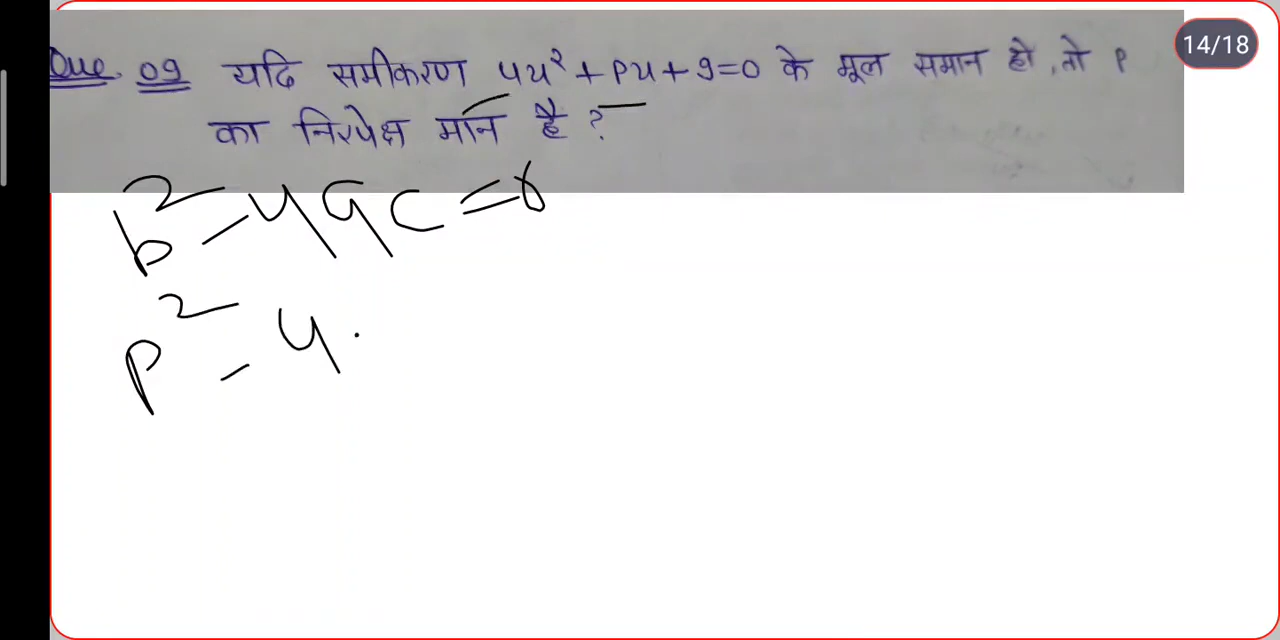 14/18
Que. 09 यदि समीकरण 4x²+Px+9=0 के मूल समान हो, तो P
का निरपेक्ष मान है ?
b²-4ac=0
P²-4.